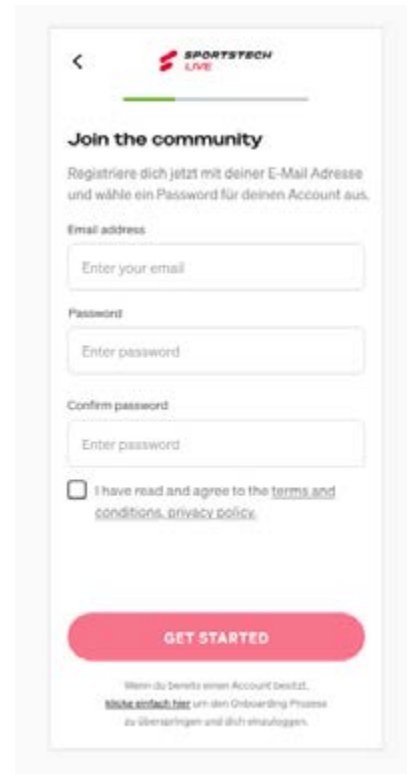 SPORTSTECH
LIVE
Join the community
Registriere dich jetzt mit deiner E-Mail Adresse
und wähle ein Password für deinen Account aus.
Email address
Enter your email
Password
Enter password
Confirm password
Enter password
I have read and agree to the terms and
conditions, privacy policy.
GET STARTED
Wenn du bereits einen Account besitzt,
klicke einfach hier um den Onboarding Prozess
zu überspringen und dich einzuloggen.